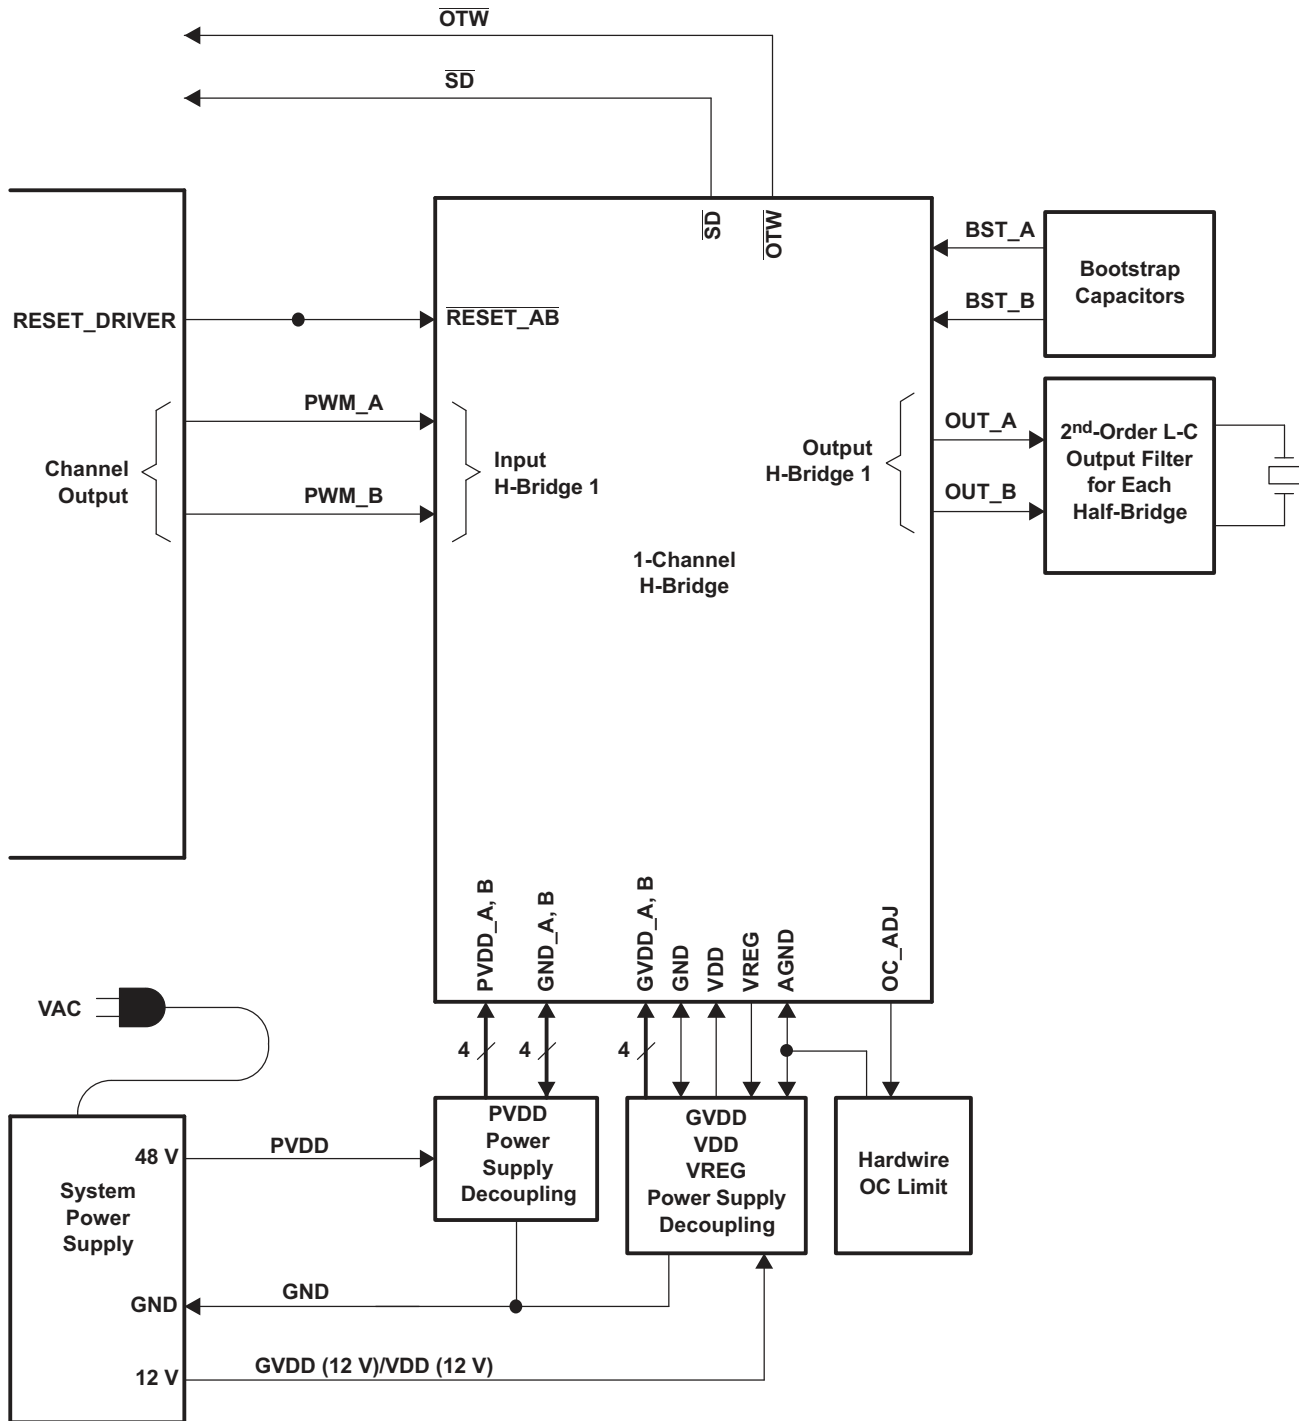 OTW
SD
SD
OTW
BST_A
BST_B
Bootstrap
Capacitors
RESET_DRIVER
RESET_AB
PWM_A
PWM_B
Channel
Output
Input
H-Bridge 1
Output
H-Bridge 1
OUT_A
OUT_B
2nd-Order L-C
Output Filter
for Each
Half-Bridge
1-Channel
H-Bridge
PVDD_A, B
GND_A, B
GVDD_A, B
GND
VDD
VREG
AGND
OC_ADJ
VAC
4
4
4
PVDD
Power
Supply
Decoupling
GVDD
VDD
VREG
Power Supply
Decoupling
Hardwire
OC Limit
48 V
PVDD
System
Power
Supply
GND
GND
12 V
GVDD (12 V)/VDD (12 V)